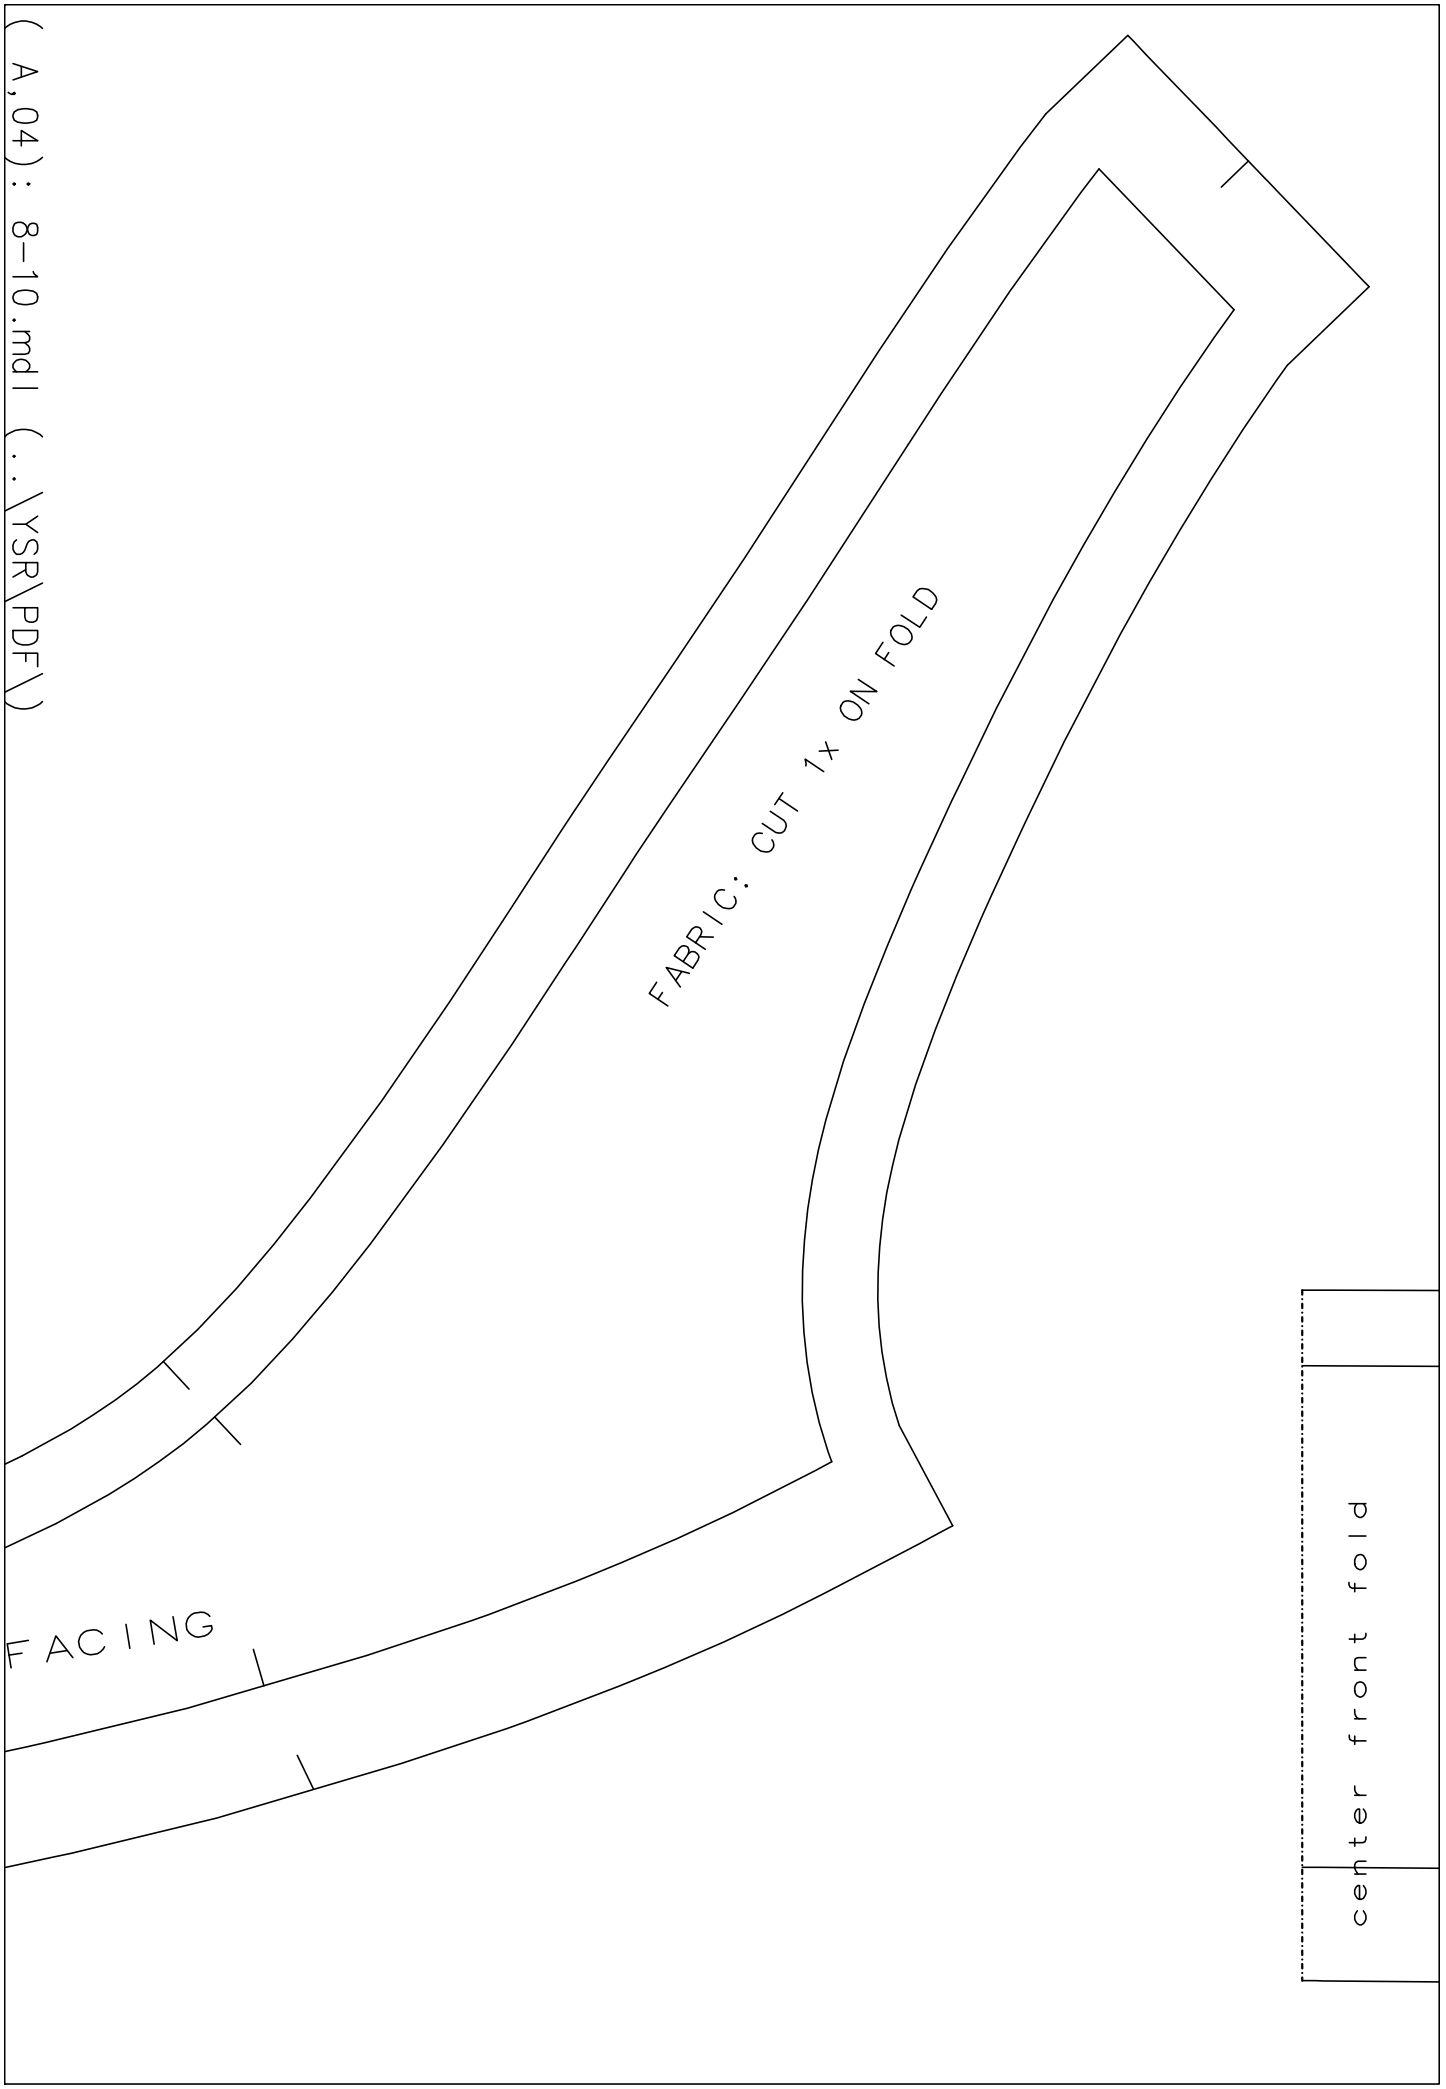 ( A,04): 8-10.mdl (..\YSR\PDF\)
FABRIC: CUT 1x ON FOLD
FACING
center front fold